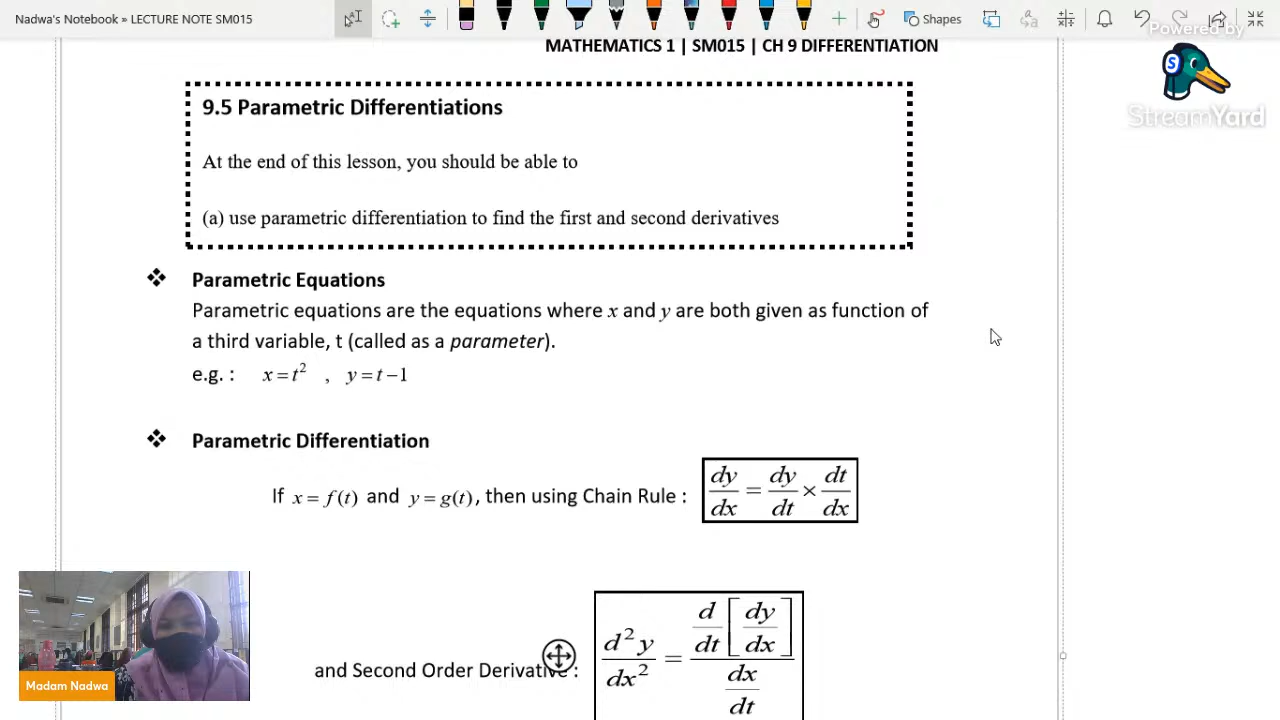 Nadwa's Notebook » LECTURE NOTE SM015
Shapes
Powered by
StreamYard
MATHEMATICS 1 | SM015 | CH 9 DIFFERENTIATION
9.5 Parametric Differentiations
At the end of this lesson, you should be able to
(a) use parametric differentiation to find the first and second derivatives
❖ Parametric Equations
Parametric equations are the equations where x and y are both given as function of
a third variable, t (called as a parameter).
e.g. : x = t² , y = t − 1
❖ Parametric Differentiation
If x = f(t) and y = g(t), then using Chain Rule : dy/dx = dy/dt × dt/dx
and Second Order Derivative : d²y/dx² = d/dt [dy/dx] / dx/dt
Madam Nadwa